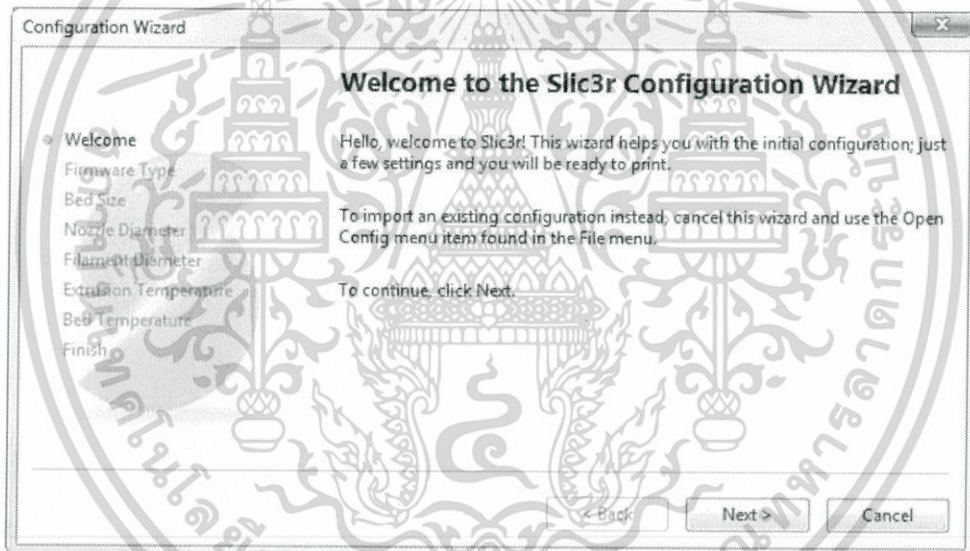 Configuration Wizard
Welcome to the Slic3r Configuration Wizard
Welcome
Firmware Type
Bed Size
Nozzle Diameter
Filament Diameter
Extrusion Temperature
Bed Temperature
Finish
Hello, welcome to Slic3r! This wizard helps you with the initial configuration; just
a few settings and you will be ready to print.
To import an existing configuration instead, cancel this wizard and use the Open
Config menu item found in the File menu.
To continue, click Next.
< Back
Next >
Cancel